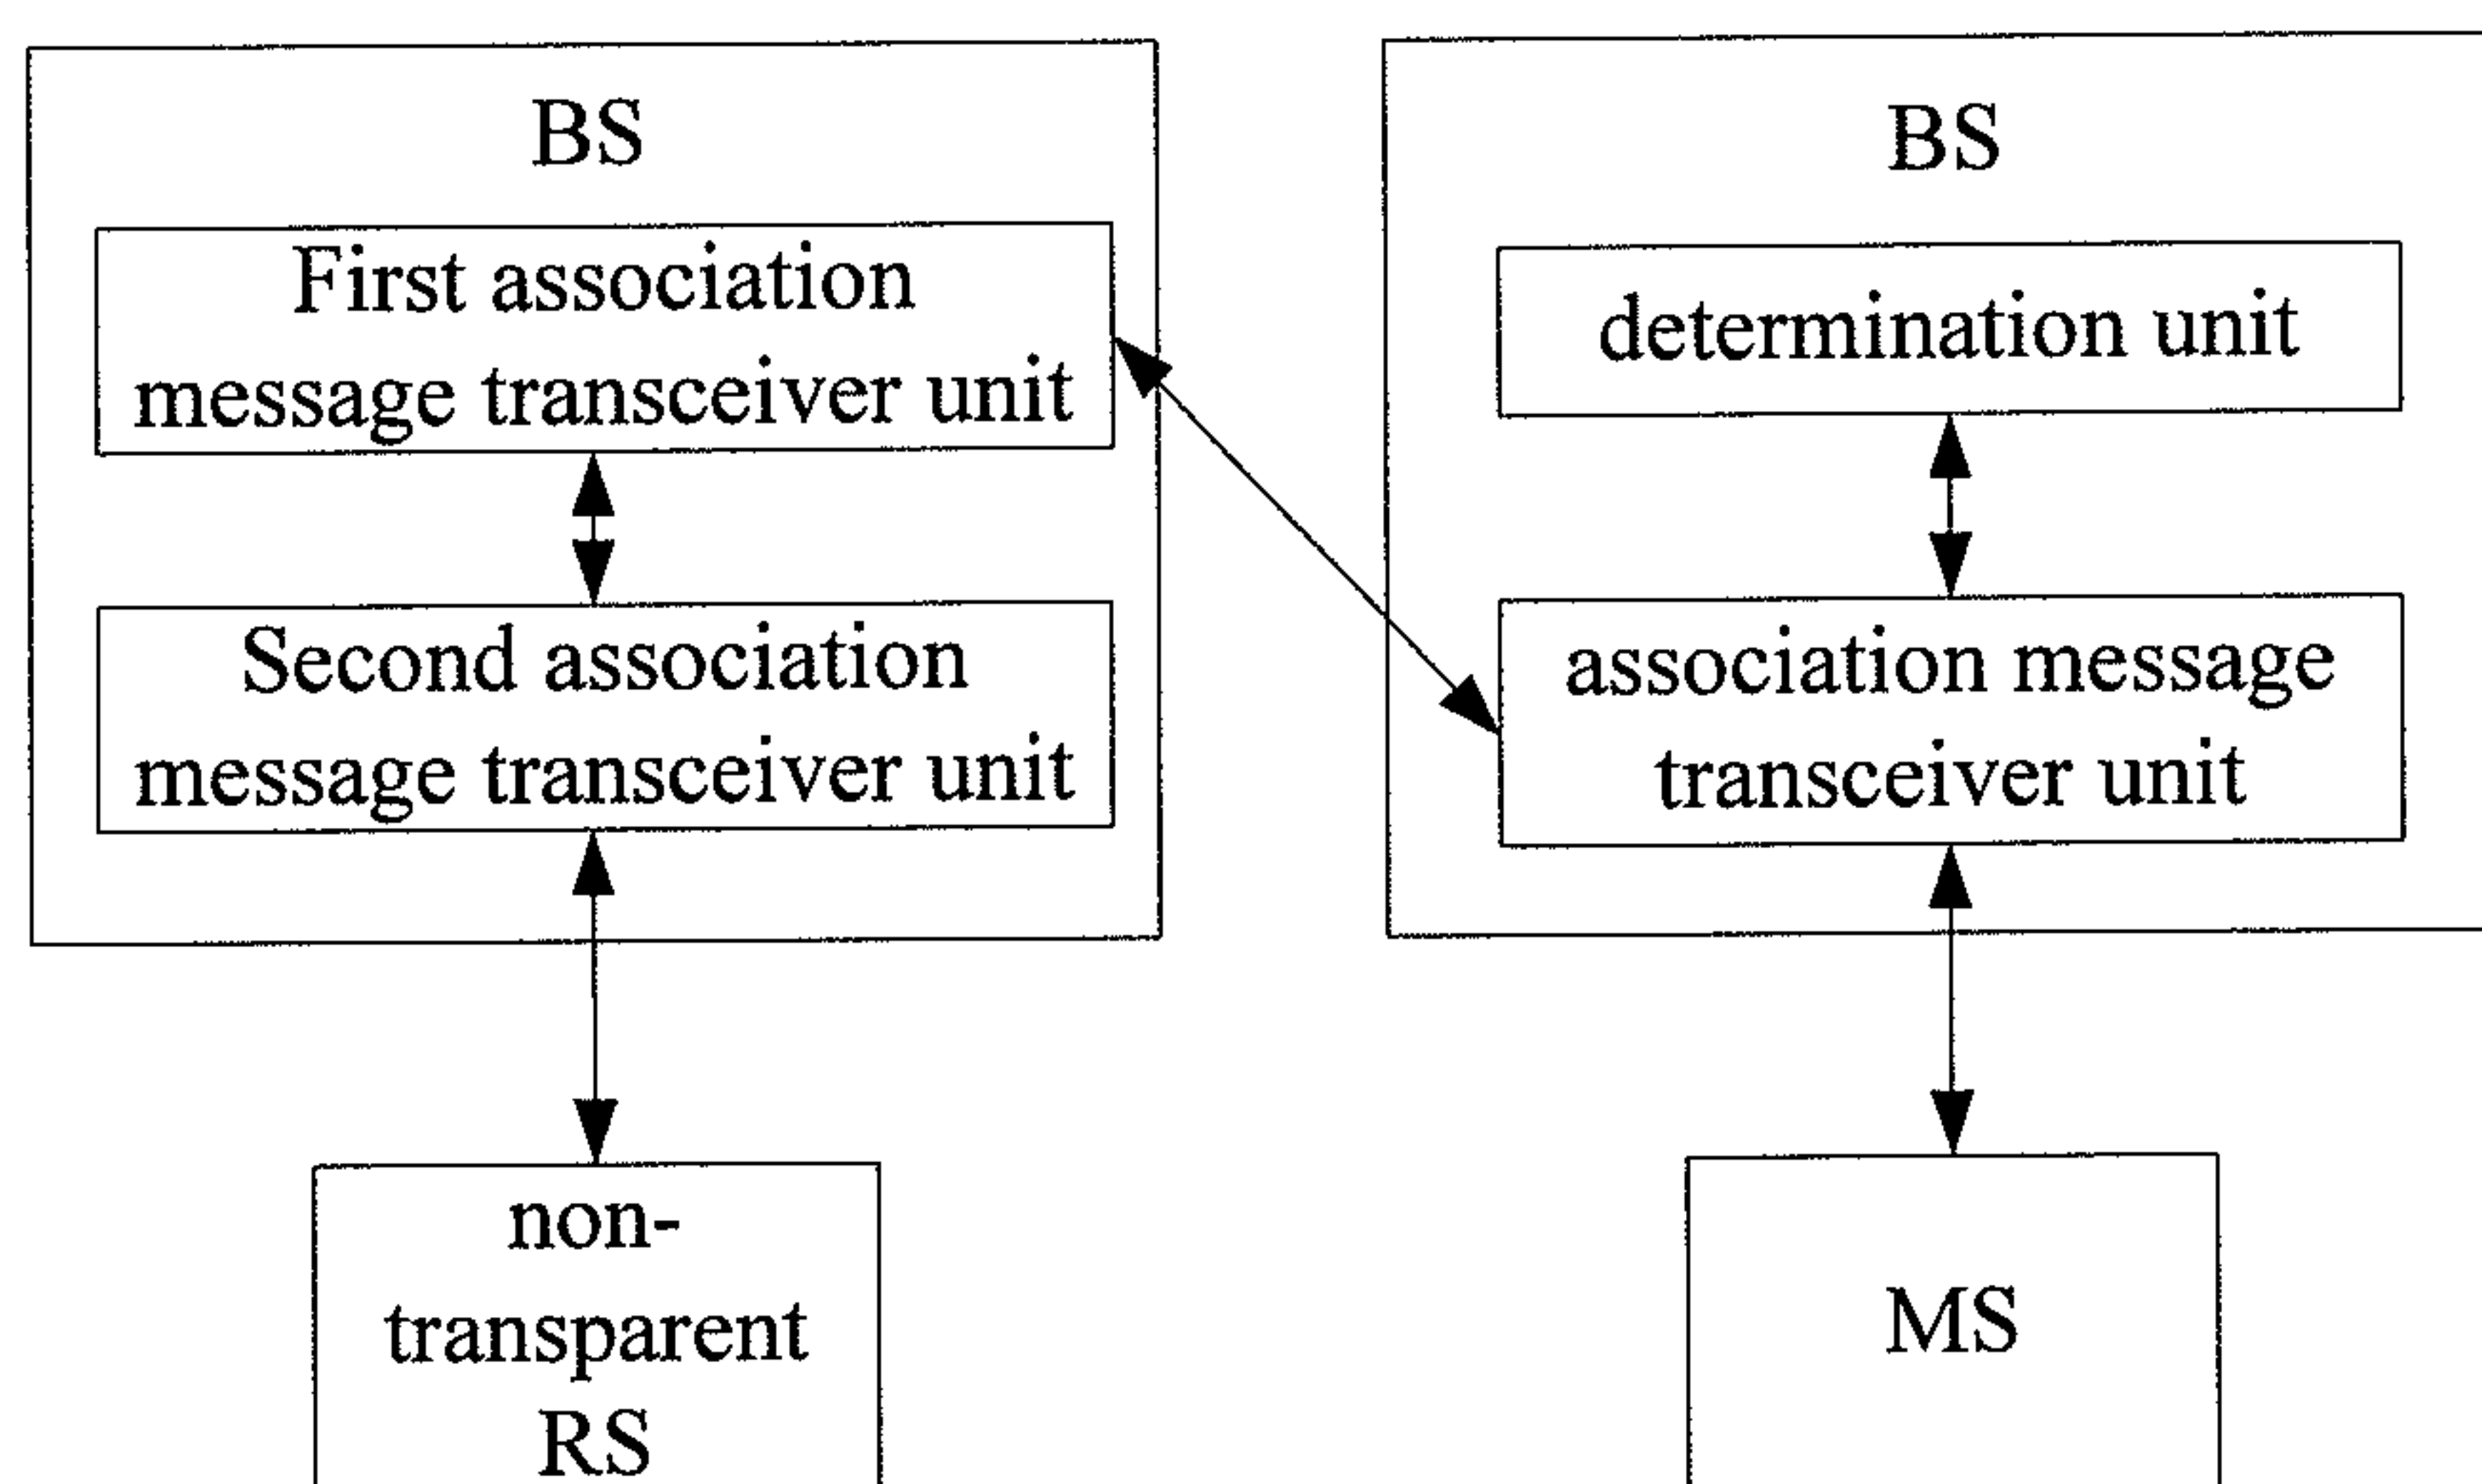 BS
First association
message transceiver unit
Second association
message transceiver unit
non-
transparent
RS
BS
determination unit
association message
transceiver unit
MS